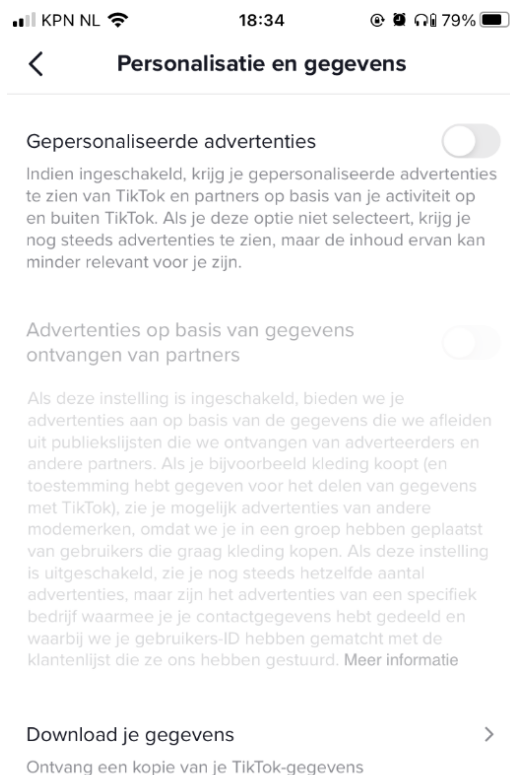 KPN NL 18:34 79%
Personalisatie en gegevens
Gepersonaliseerde advertenties
Indien ingeschakeld, krijg je gepersonaliseerde advertenties
te zien van TikTok en partners op basis van je activiteit op
en buiten TikTok. Als je deze optie niet selecteert, krijg je
nog steeds advertenties te zien, maar de inhoud ervan kan
minder relevant voor je zijn.
Advertenties op basis van gegevens
ontvangen van partners
Als deze instelling is ingeschakeld, bieden we je
advertenties aan op basis van de gegevens die we afleiden
uit publiekslijsten die we ontvangen van adverteerders en
andere partners. Als je bijvoorbeeld kleding koopt (en
toestemming hebt gegeven voor het delen van gegevens
met TikTok), zie je mogelijk advertenties van andere
modemerken, omdat we je in een groep hebben geplaatst
van gebruikers die graag kleding kopen. Als deze instelling
is uitgeschakeld, zie je nog steeds hetzelfde aantal
advertenties, maar zijn het advertenties van een specifiek
bedrijf waarmee je je contactgegevens hebt gedeeld en
waarbij we je gebruikers-ID hebben gematcht met de
klantenlijst die ze ons hebben gestuurd. Meer informatie
Download je gegevens
Ontvang een kopie van je TikTok-gegevens